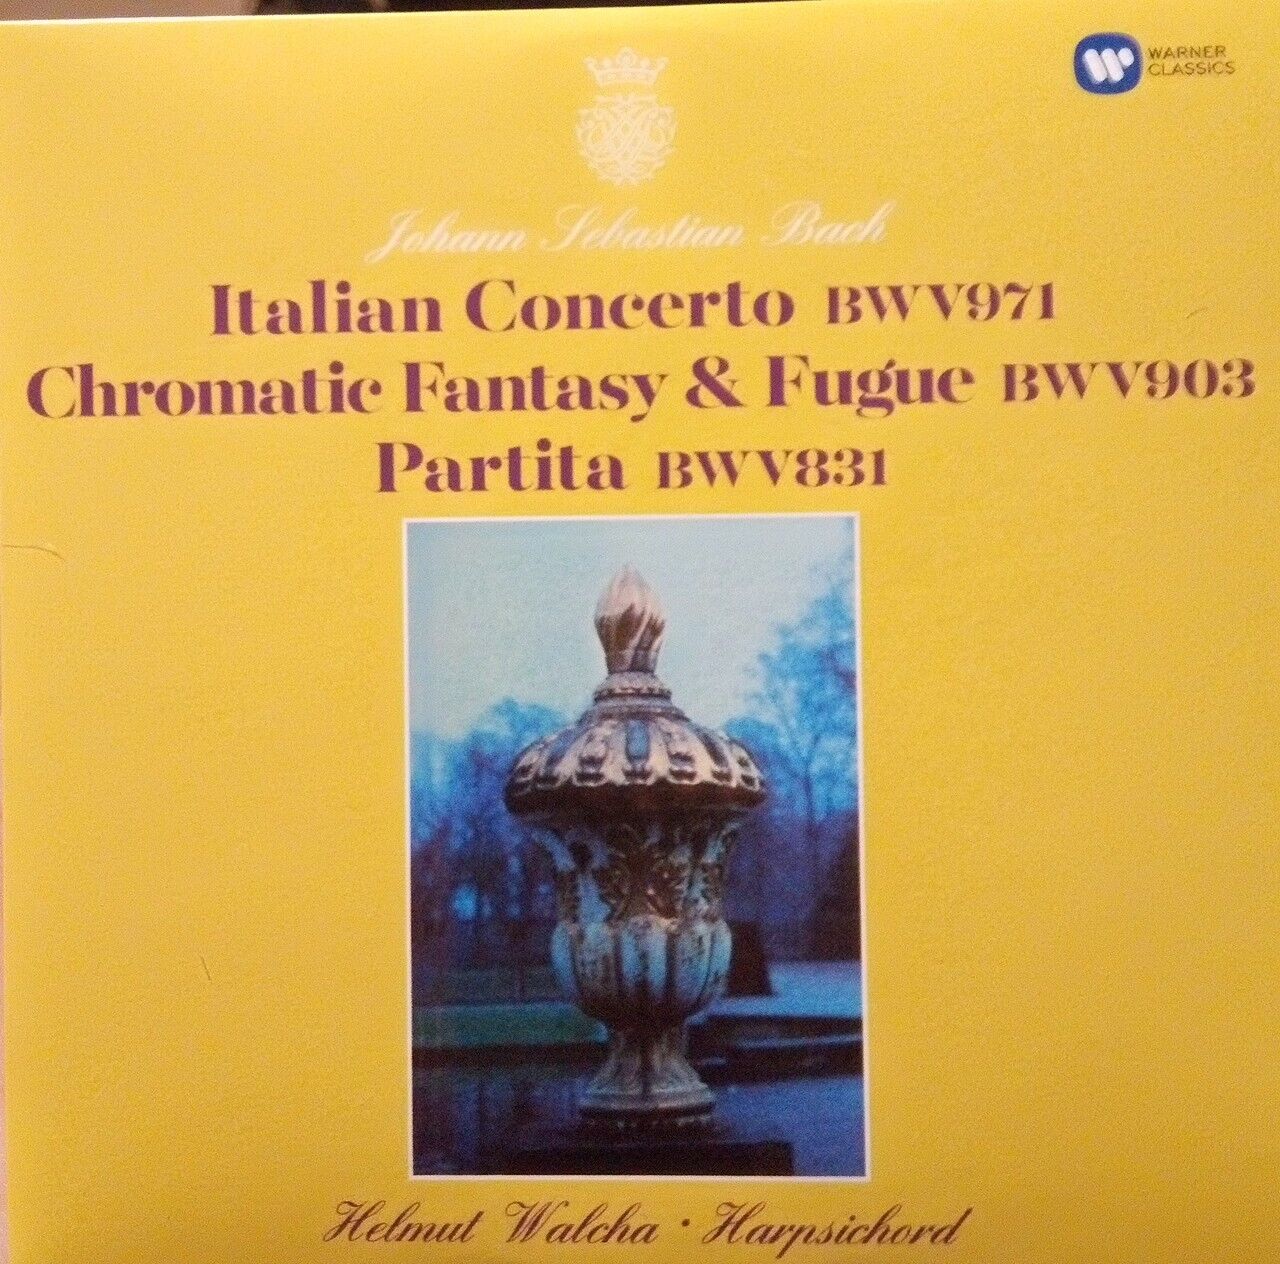 WARNER
CLASSICS
Johann Sebastian Bach
Italian Concerto BWV971
Chromatic Fantasy & Fugue BWV903
Partita BWV831
Helmut Walcha · Harpsichord